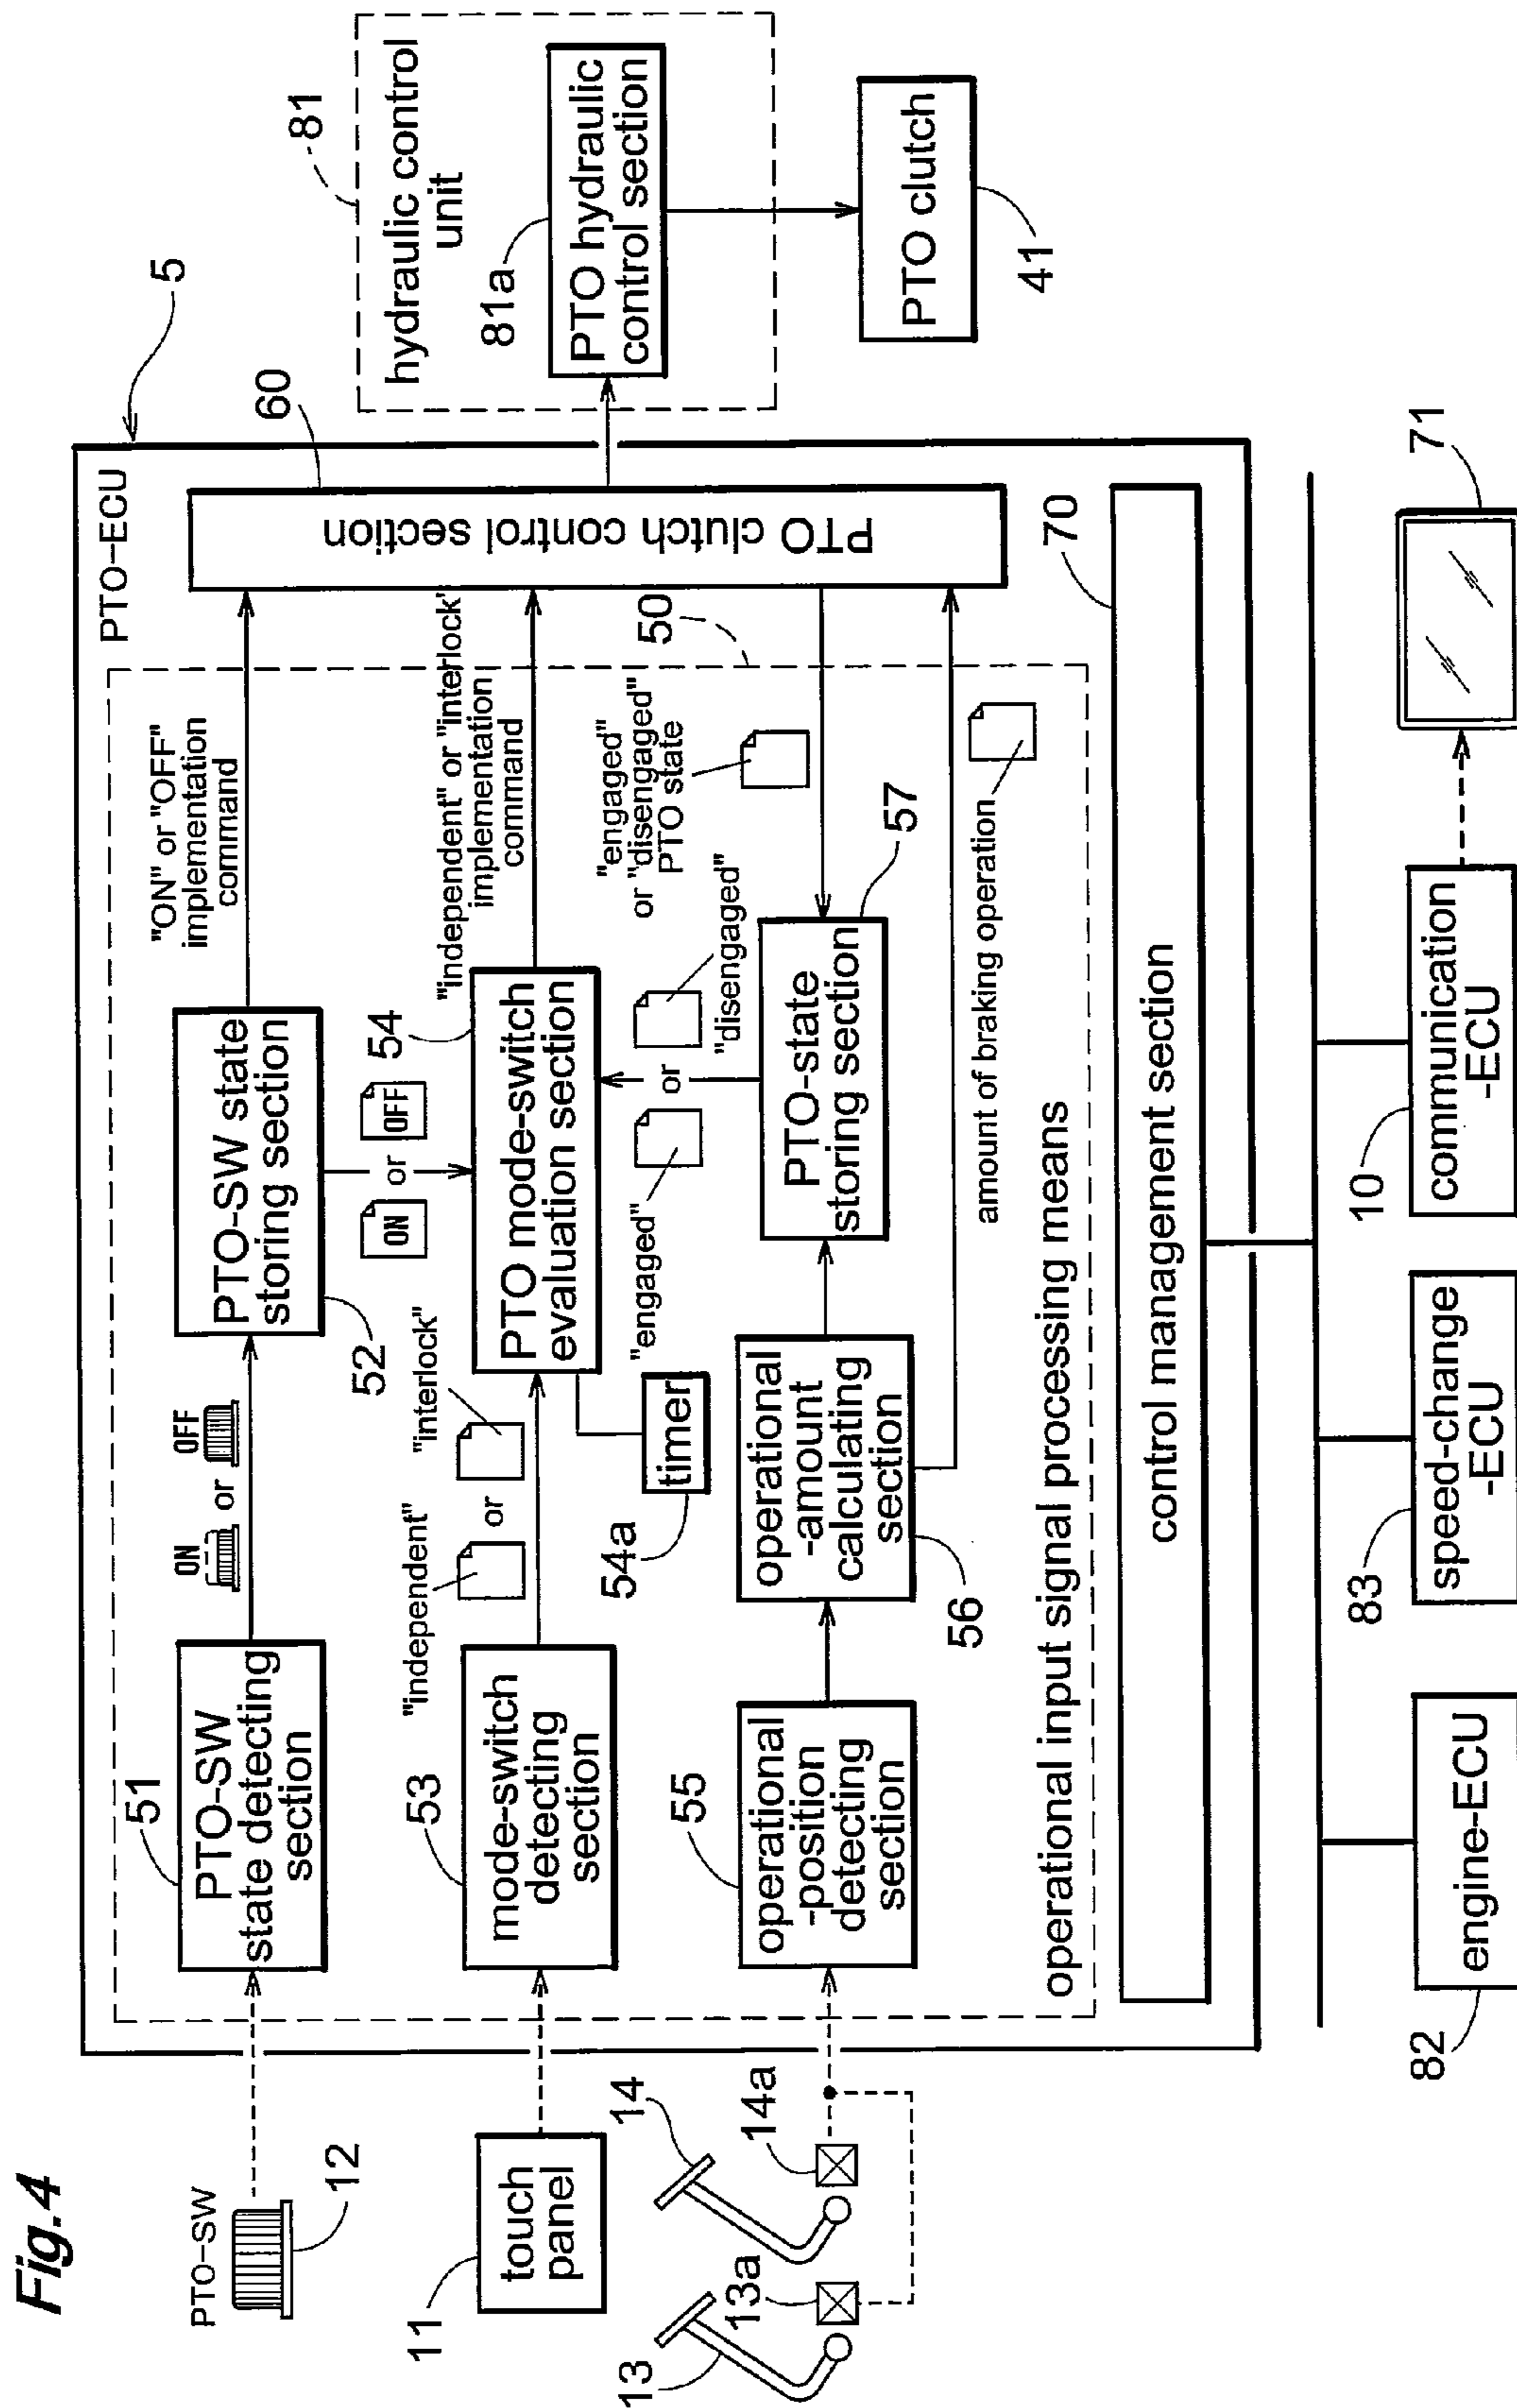 Fig.4
PTO-SW
12
11
touch
panel
13
13a
14
14a
5
PTO-ECU
51
PTO-SW
state detecting
section
ON
or
OFF
52
PTO-SW state
storing section
"ON" or "OFF"
implementation
command
ON
or
OFF
53
mode-switch
detecting
section
"independent"
or
"interlock"
54
PTO mode-switch
evaluation section
54a
timer
"independent" or "interlock"
implementation
command
"engaged"
or
"disengaged"
55
operational
-position
detecting
section
56
operational
-amount
calculating
section
57
PTO-state
storing section
"engaged"
or "disengaged"
PTO state
amount of braking operation
50
operational input signal processing means
60
PTO clutch control section
70
control management section
81
hydraulic control
unit
81a
PTO hydraulic
control section
PTO clutch
41
82
engine-ECU
83
speed-change
-ECU
10
communication
-ECU
71